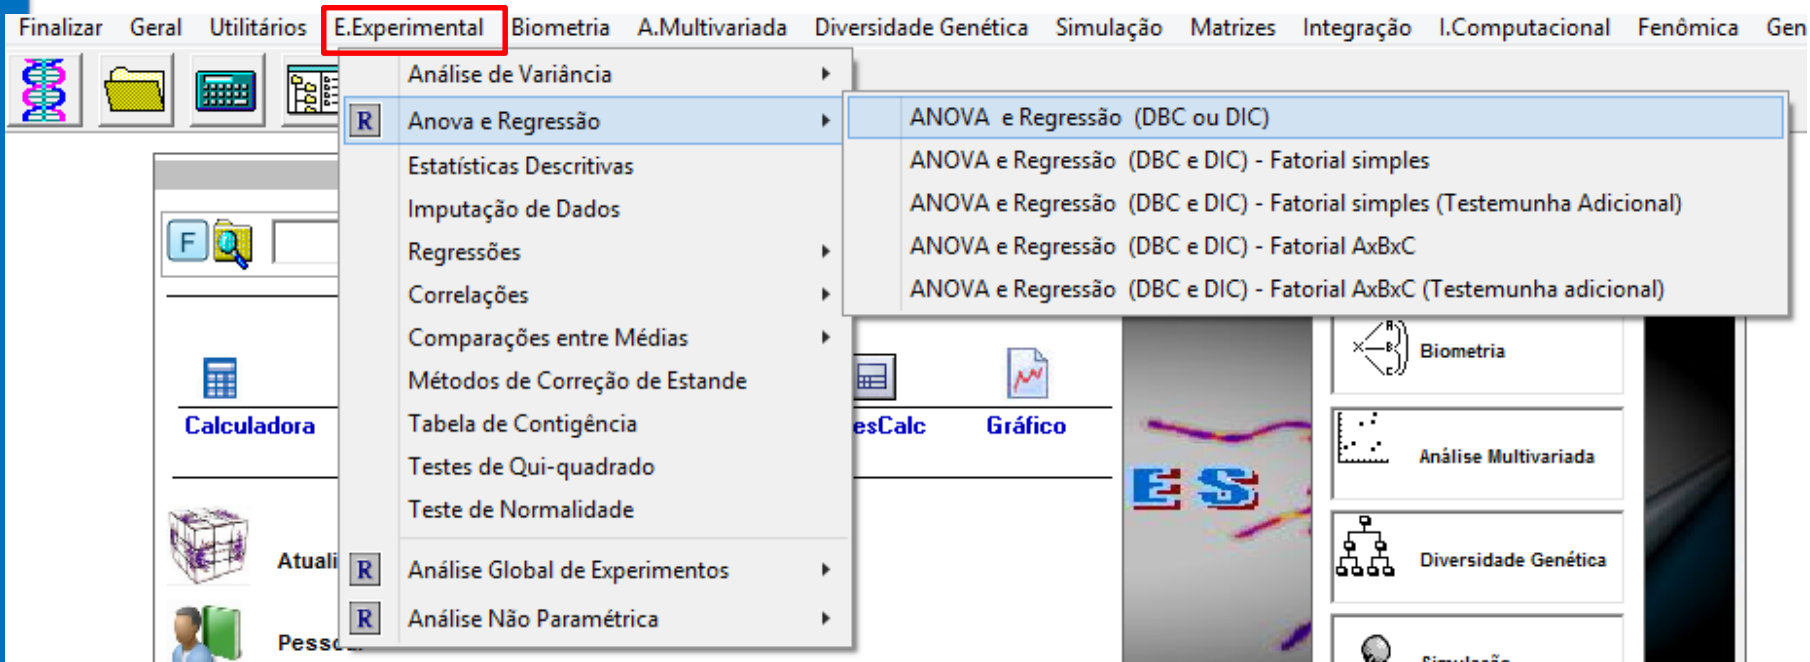 Finalizar Geral Utilitários E.Experimental Biometria A.Multivariada Diversidade Genética Simulação Matrizes Integração I.Computacional Fenômica Gen
Análise de Variância
R Anova e Regressão
Estatísticas Descritivas
Imputação de Dados
Regressões
Correlações
Comparações entre Médias
Métodos de Correção de Estande
Tabela de Contigência
Testes de Qui-quadrado
Teste de Normalidade
R Análise Global de Experimentos
R Análise Não Paramétrica
ANOVA e Regressão (DBC ou DIC)
ANOVA e Regressão (DBC e DIC) - Fatorial simples
ANOVA e Regressão (DBC e DIC) - Fatorial simples (Testemunha Adicional)
ANOVA e Regressão (DBC e DIC) - Fatorial AxBxC
ANOVA e Regressão (DBC e DIC) - Fatorial AxBxC (Testemunha adicional)
F
Calculadora
esCalc
Gráfico
Atuali
ES
Biometria
Análise Multivariada
Diversidade Genética